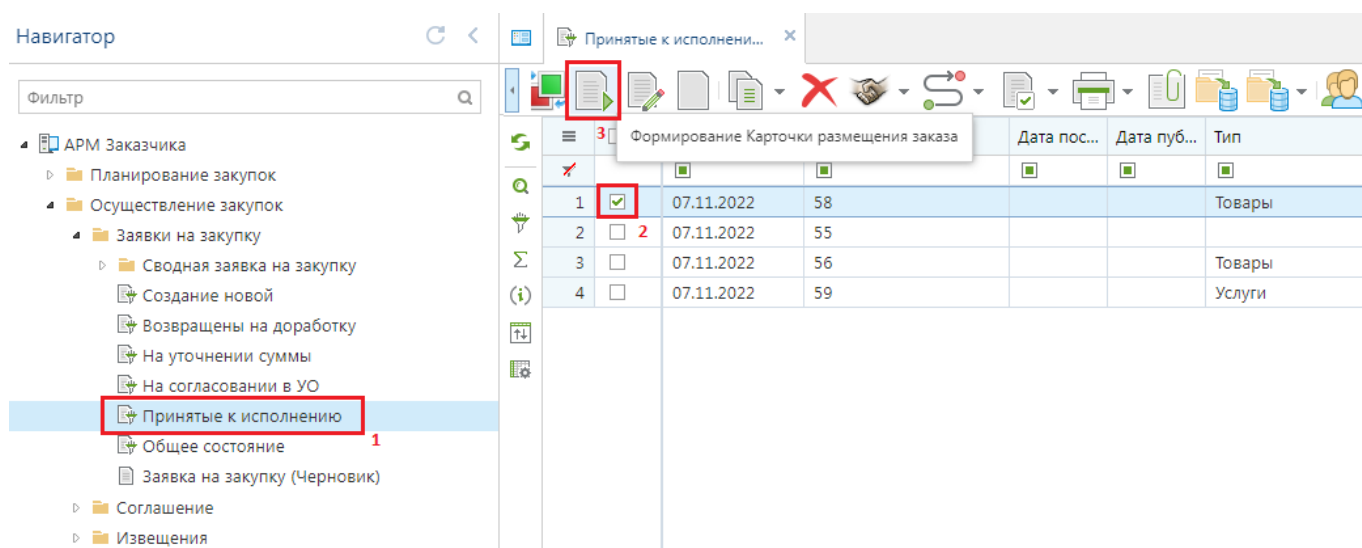 Навигатор
Принятые к исполнени...
Фильтр
АРМ Заказчика
Планирование закупок
Осуществление закупок
Заявки на закупку
Сводная заявка на закупку
Создание новой
Возвращены на доработку
На уточнении суммы
На согласовании в УО
Принятые к исполнению
1
Общее состояние
Заявка на закупку (Черновик)
Соглашение
Извещения
3
Формирование Карточки размещения заказа
Дата пос... Дата пуб... Тип
1 07.11.2022 58 Товары
2 2 07.11.2022 55
3 07.11.2022 56 Товары
4 07.11.2022 59 Услуги